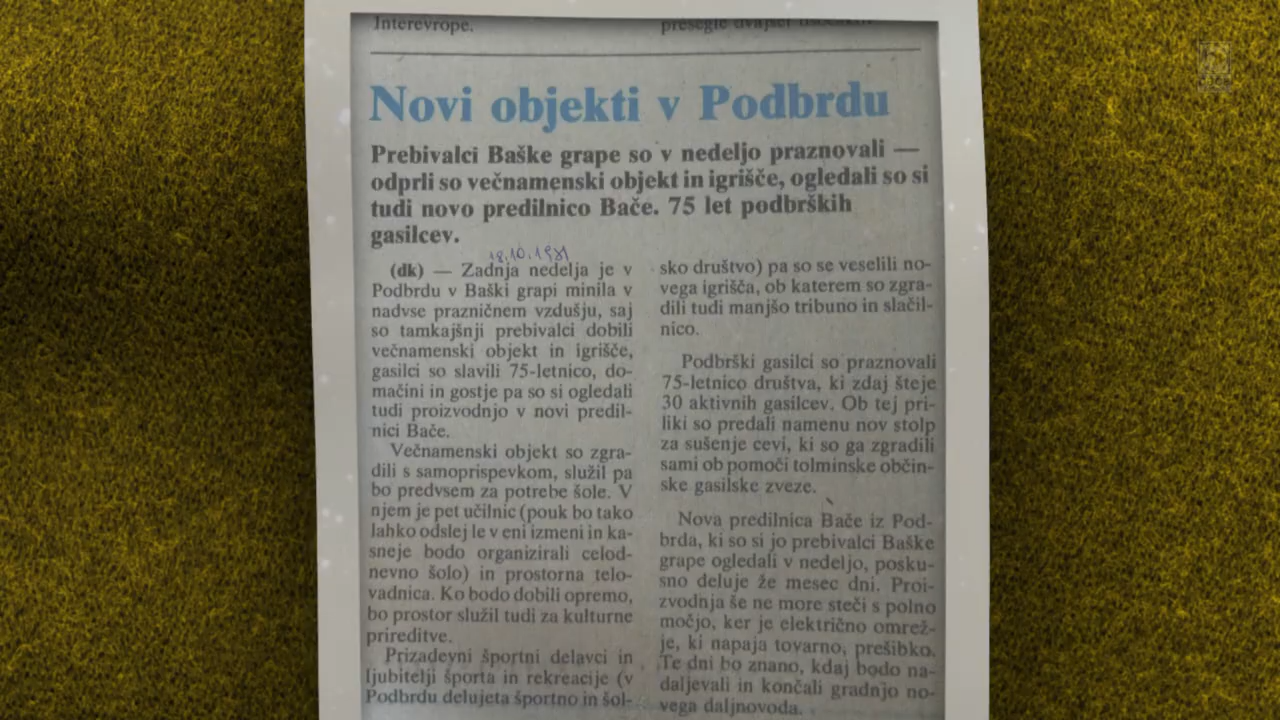 Interevrope.
Novi objekti v Podbrdu
Prebivalci Baške grape so v nedeljo praznovali —
odprli so večnamenski objekt in igrišče, ogledali so si
tudi novo predilnico Bače. 75 let podbrških
gasilcev.
18.10.1981
(dk) — Zadnja nedelja je v
Podbrdu v Baški grapi minila v
nadvse prazničnem vzdušju, saj
so tamkajšnji prebivalci dobili
večnamenski objekt in igrišče,
gasilci so slavili 75-letnico, do-
mačini in gostje pa so si ogledali
tudi proizvodnjo v novi predil-
nici Bače.
Večnamenski objekt so zgra-
dili s samoprispevkom, služil pa
bo predvsem za potrebe šole. V
njem je pet učilnic (pouk bo tako
lahko odslej le v eni izmeni in ka-
sneje bodo organizirali celod-
nevno šolo) in prostorna telo-
vadnica. Ko bodo dobili opremo,
bo prostor služil tudi za kulturne
prireditve.
Prizadevni športni delavci in
ljubitelji športa in rekreacije (v
Podbrdu delujeta športno in šol-
sko društvo) pa so se veselili no-
vega igrišča, ob katerem so zgra-
dili tudi manjšo tribuno in slačil-
nico.
Podbrški gasilci so praznovali
75-letnico društva, ki zdaj šteje
30 aktivnih gasilcev. Ob tej pri-
liki so predali namenu nov stolp
za sušenje cevi, ki so ga zgradili
sami ob pomoči tolminske občin-
ske gasilske zveze.
Nova predilnica Bače iz Pod-
brda, ki so si jo prebivalci Baške
grape ogledali v nedeljo, posku-
sno deluje že mesec dni. Proi-
zvodnja še ne more steči s polno
močjo, ker je električno omrež-
je, ki napaja tovarno, prešibko.
Te dni bo znano, kdaj bodo na-
daljevali in končali gradnjo no-
vega daljnovoda.